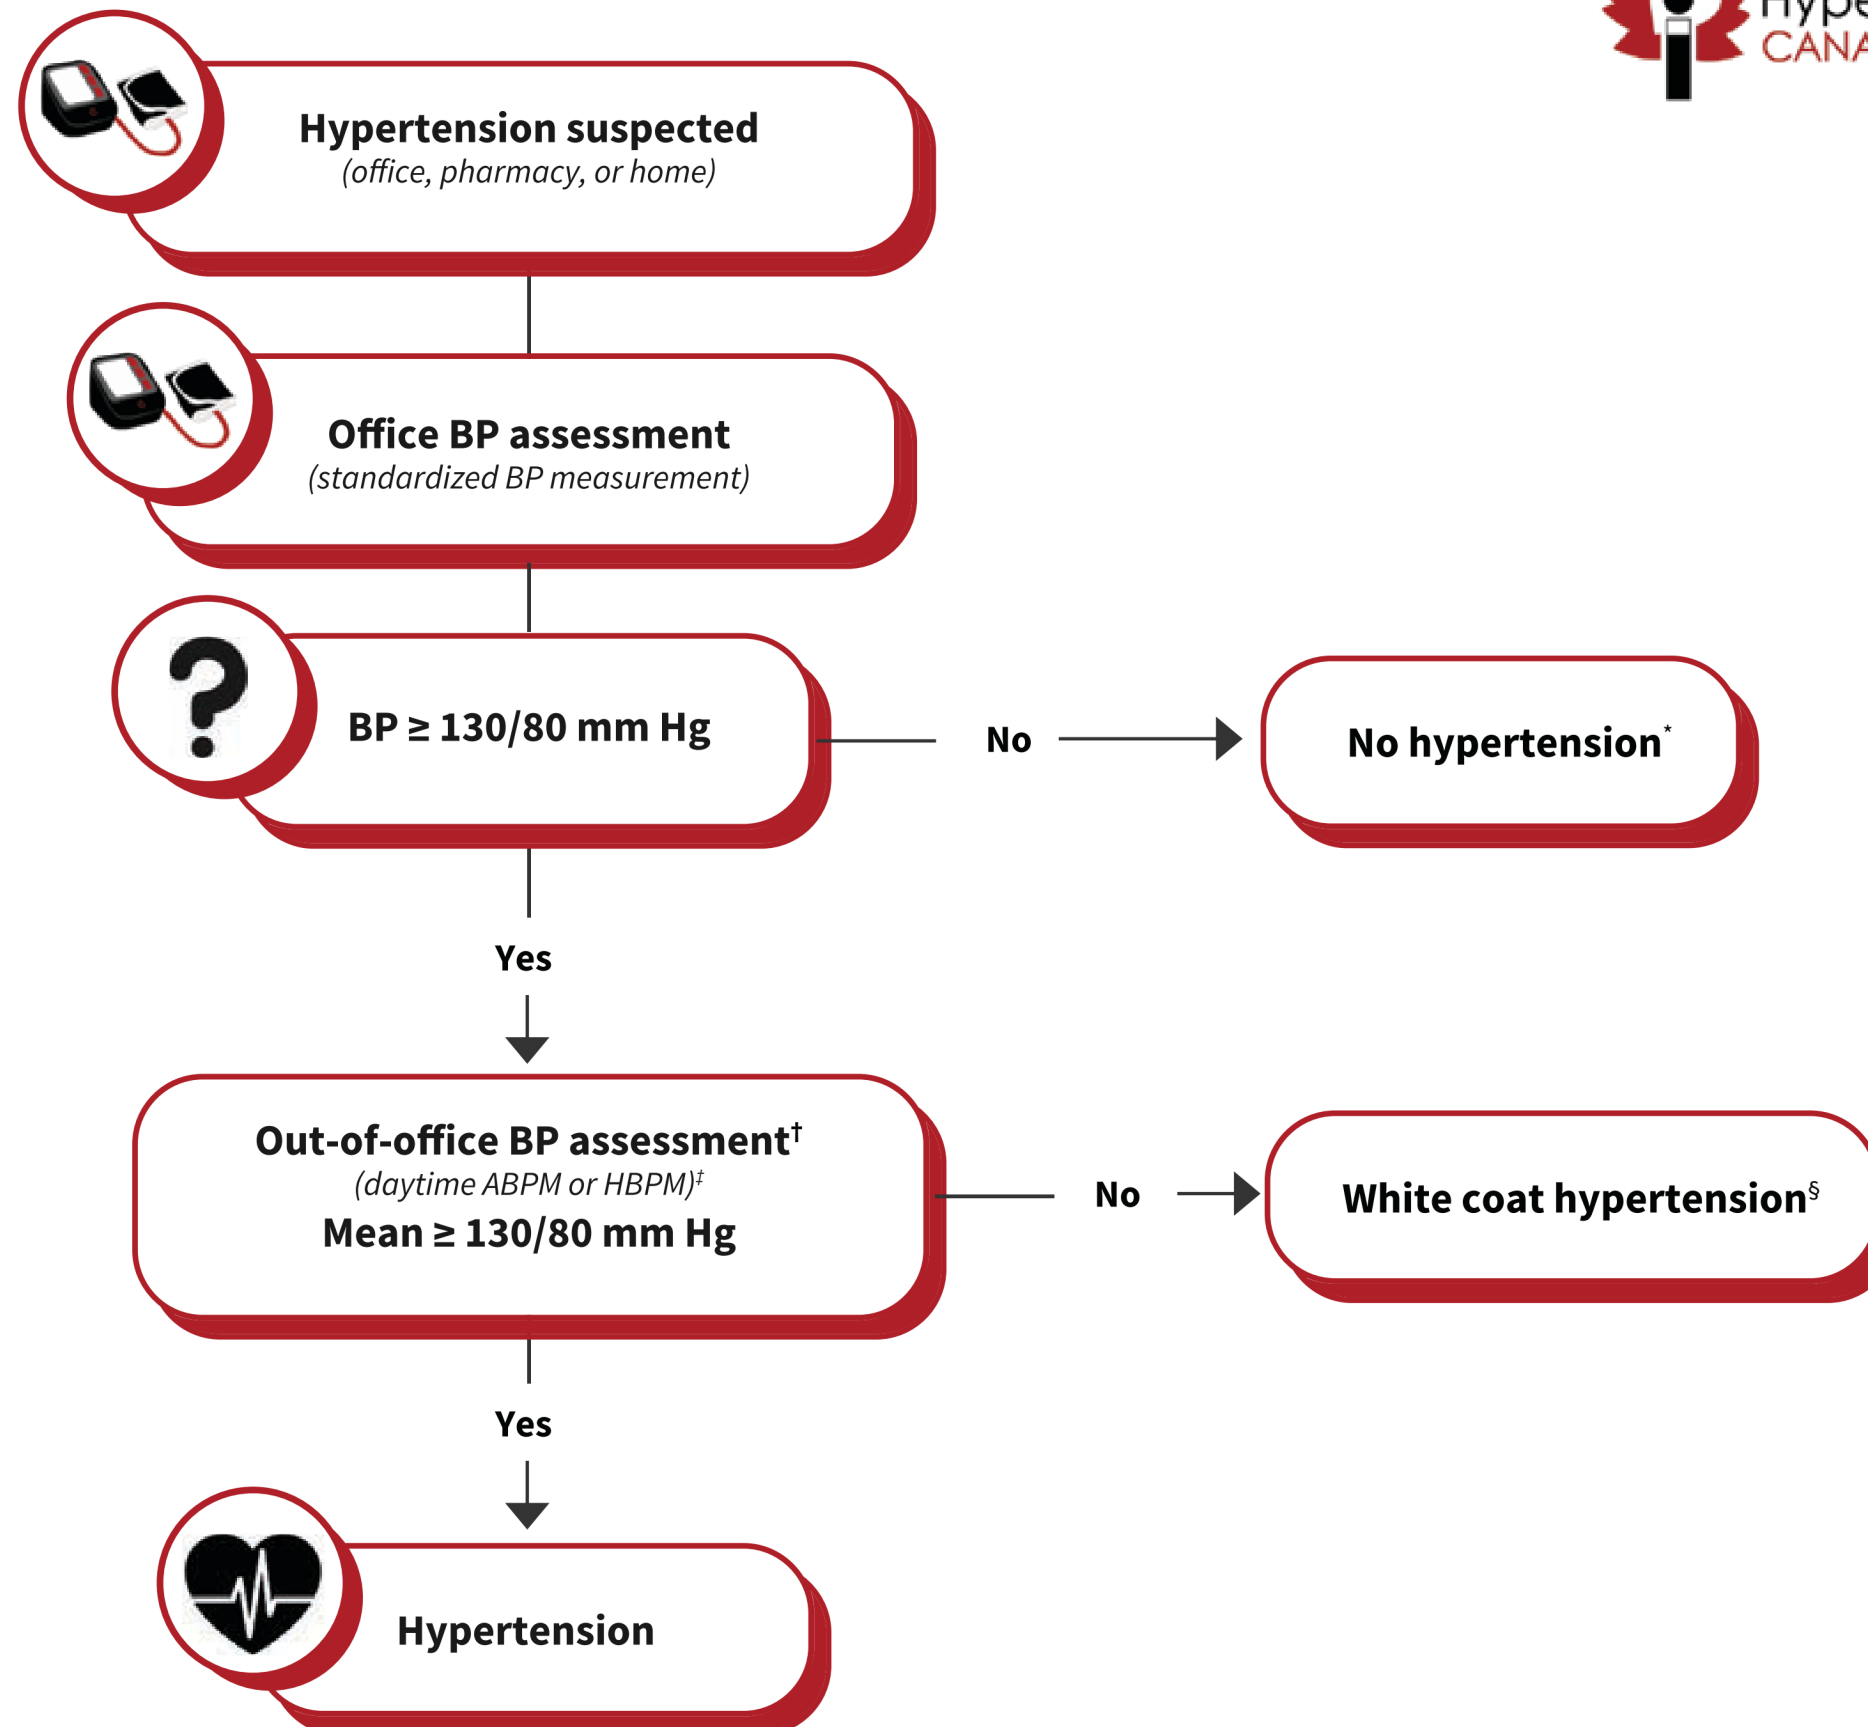 Hypertension suspected
(office, pharmacy, or home)
Office BP assessment
(standardized BP measurement)
BP ≥ 130/80 mm Hg
No
No hypertension*
Yes
Out-of-office BP assessment†
(daytime ABPM or HBPM)‡
Mean ≥ 130/80 mm Hg
No
White coat hypertension§
Yes
Hypertension